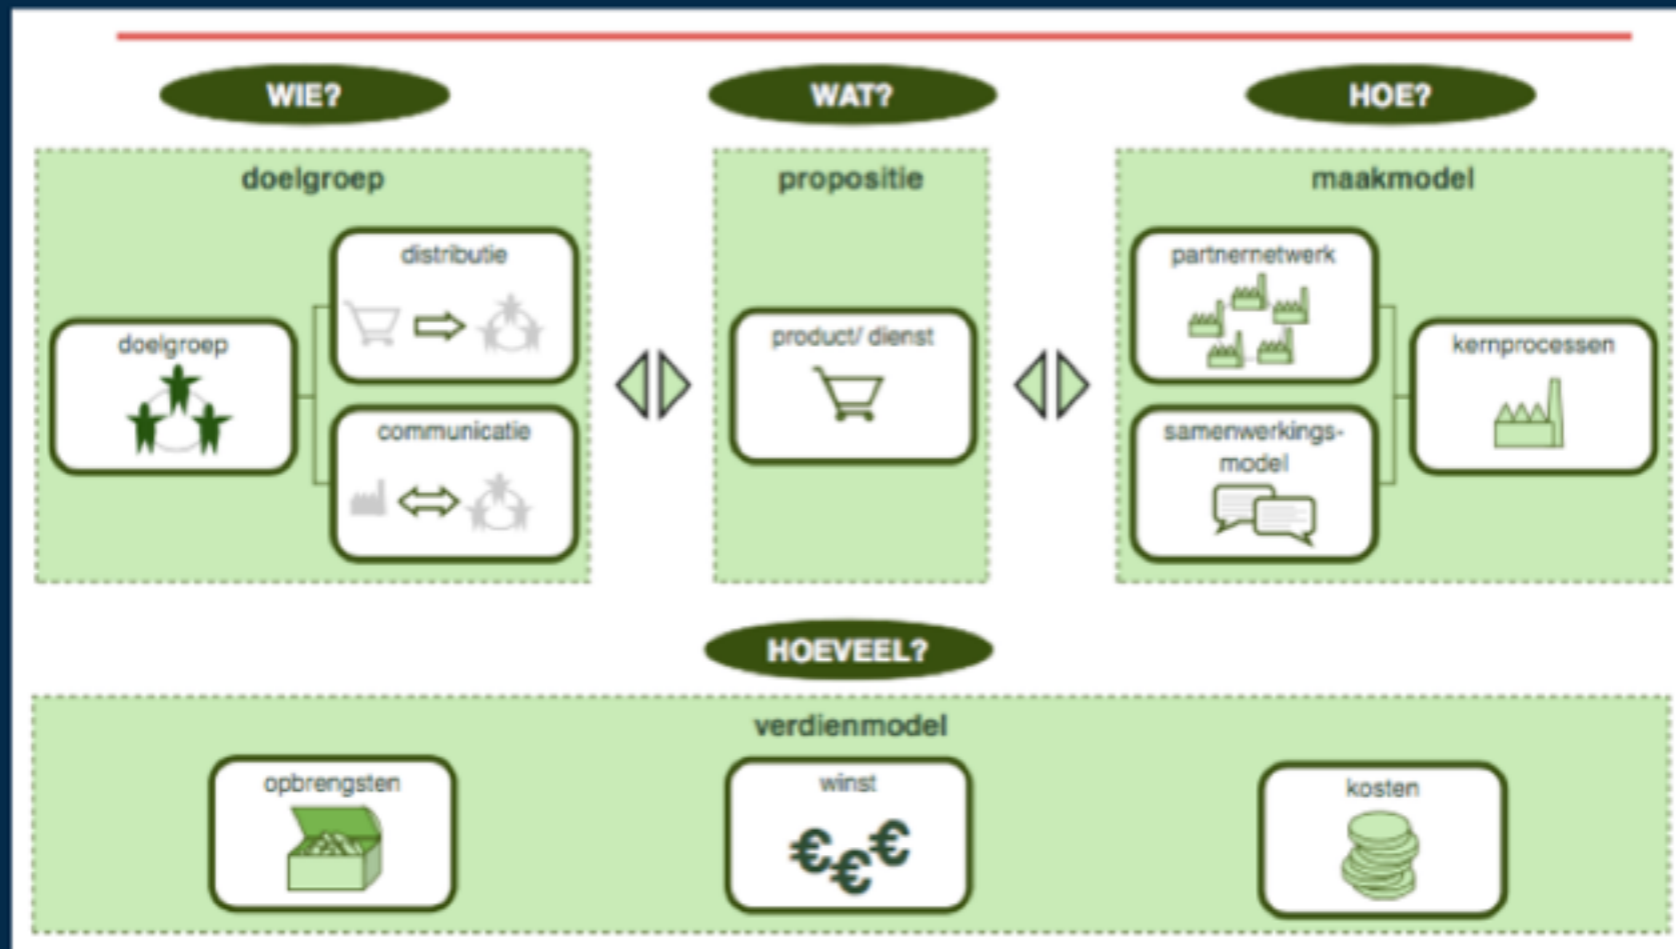 WIE?
WAT?
HOE?
doelgroep
doelgroep
distributie
communicatie
propositie
product/ dienst
maakmodel
partnernetwerk
samenwerkings-
model
kernprocessen
HOEVEEL?
verdienmodel
opbrengsten
winst
€€€
kosten